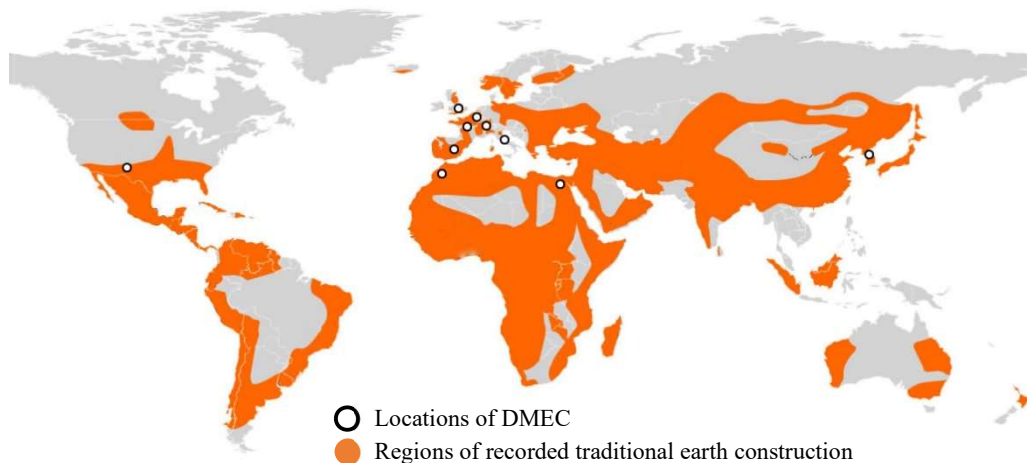 Locations of DMEC
Regions of recorded traditional earth construction